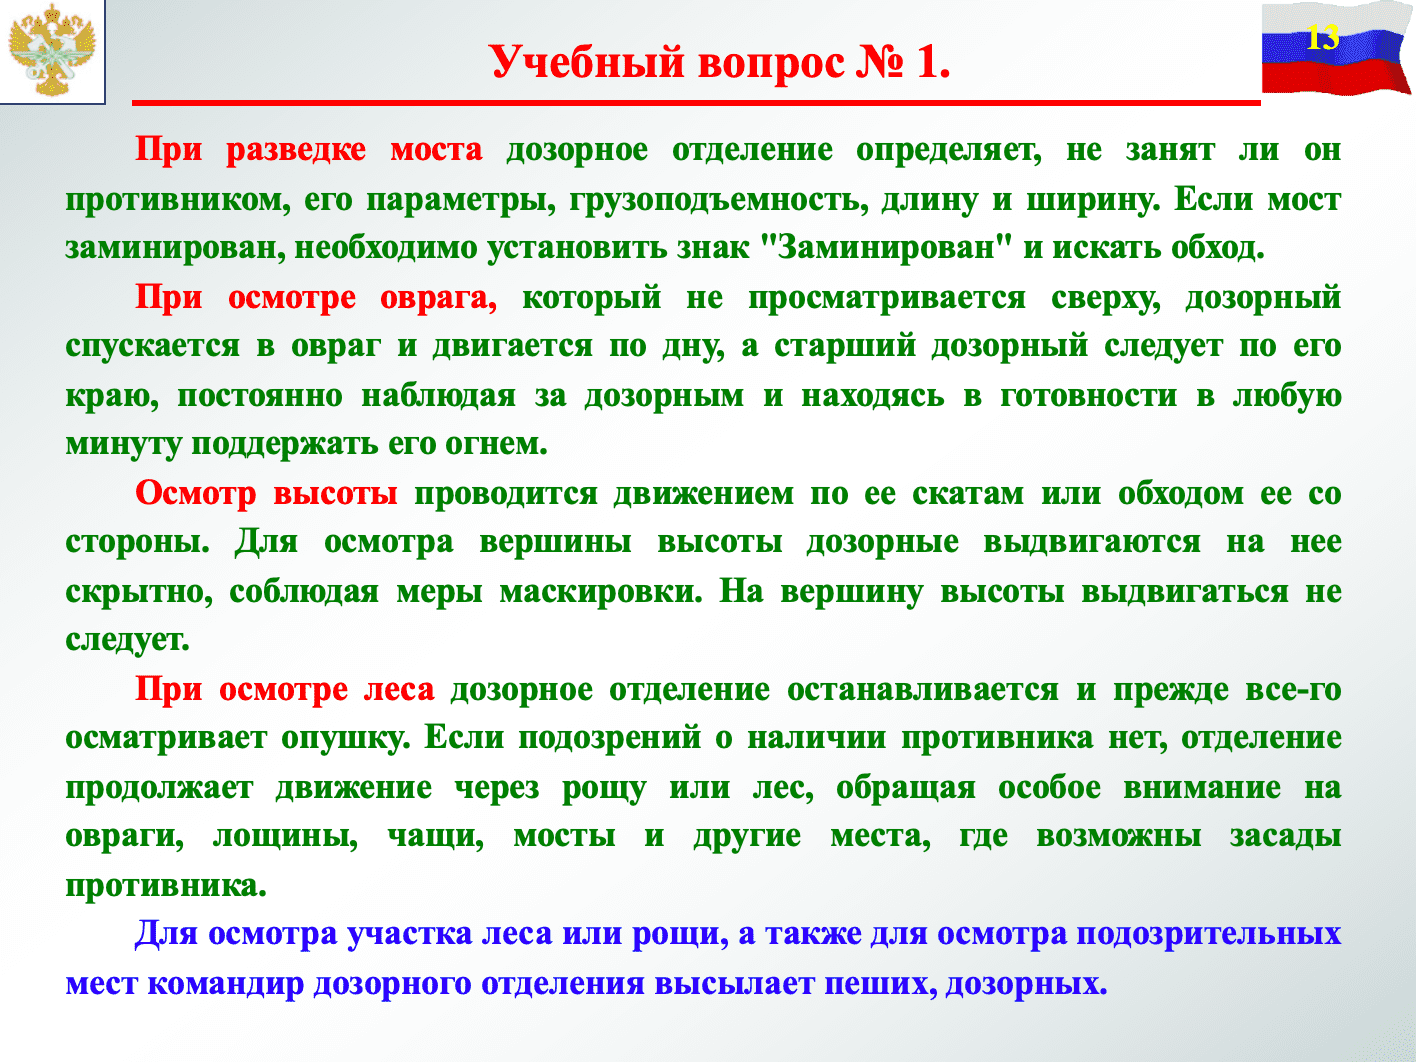 Учебный вопрос № 1.
13
При разведке моста дозорное отделение определяет, не занят ли он
противником, его параметры, грузоподъемность, длину и ширину. Если мост
заминирован, необходимо установить знак "Заминирован" и искать обход.
При осмотре оврага, который не просматривается сверху, дозорный
спускается в овраг и двигается по дну, а старший дозорный следует по его
краю, постоянно наблюдая за дозорным и находясь в готовности в любую
минуту поддержать его огнем.
Осмотр высоты проводится движением по ее скатам или обходом ее со
стороны. Для осмотра вершины высоты дозорные выдвигаются на нее
скрытно, соблюдая меры маскировки. На вершину высоты выдвигаться не
следует.
При осмотре леса дозорное отделение останавливается и прежде все-го
осматривает опушку. Если подозрений о наличии противника нет, отделение
продолжает движение через рощу или лес, обращая особое внимание на
овраги, лощины, чащи, мосты и другие места, где возможны засады
противника.
Для осмотра участка леса или рощи, а также для осмотра подозрительных
мест командир дозорного отделения высылает пеших, дозорных.